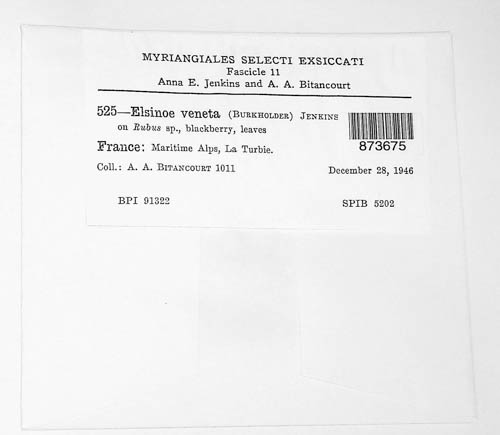 MYRIANGIALES SELECTI EXSICCATI
Fascicle 11
Anna E. Jenkins and A. A. Bitancourt
525—Elsinoe veneta (BURKHOLDER) JENKINS
on Rubus sp., blackberry, leaves
873675
France: Maritime Alps, La Turbie.
Coll.: A. A. BITANCOURT 1011 December 28, 1946
BPI 91322 SPIB 5202